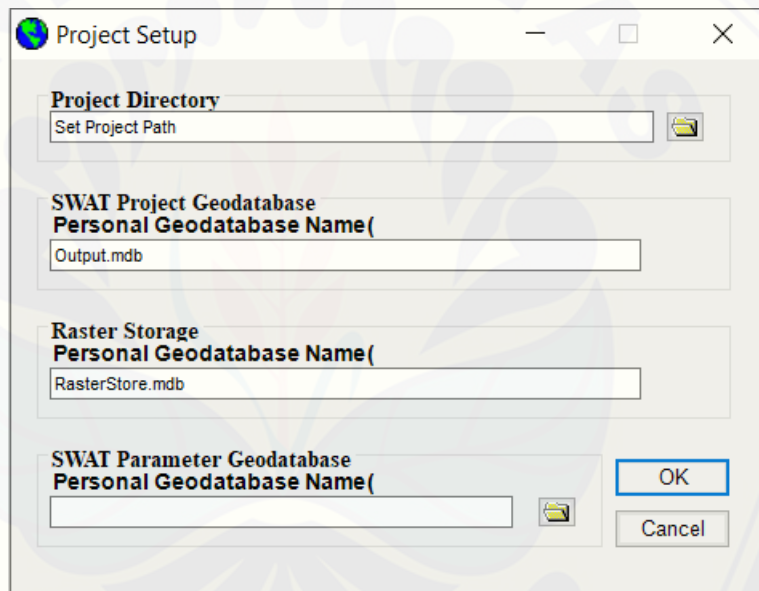 Project Setup
Project Directory
Set Project Path
SWAT Project Geodatabase
Personal Geodatabase Name(
Output.mdb
Raster Storage
Personal Geodatabase Name(
RasterStore.mdb
SWAT Parameter Geodatabase
Personal Geodatabase Name(
OK
Cancel